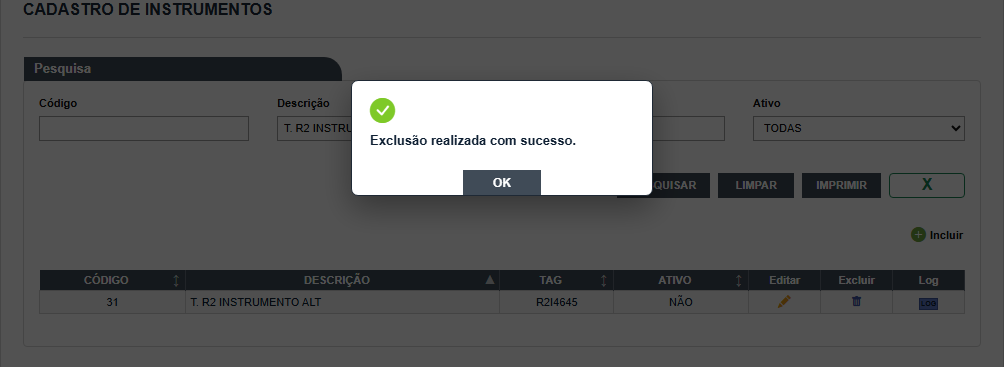 CADASTRO DE INSTRUMENTOS
Pesquisa
Código
Descrição
Ativo
T. R2 INSTRU
TODAS
Exclusão realizada com sucesso.
OK
QUISAR
LIMPAR
IMPRIMIR
X
Incluir
CÓDIGO
DESCRIÇÃO
TAG
ATIVO
Editar
Excluir
Log
31
T. R2 INSTRUMENTO ALT
R2I4645
NÃO
LOG